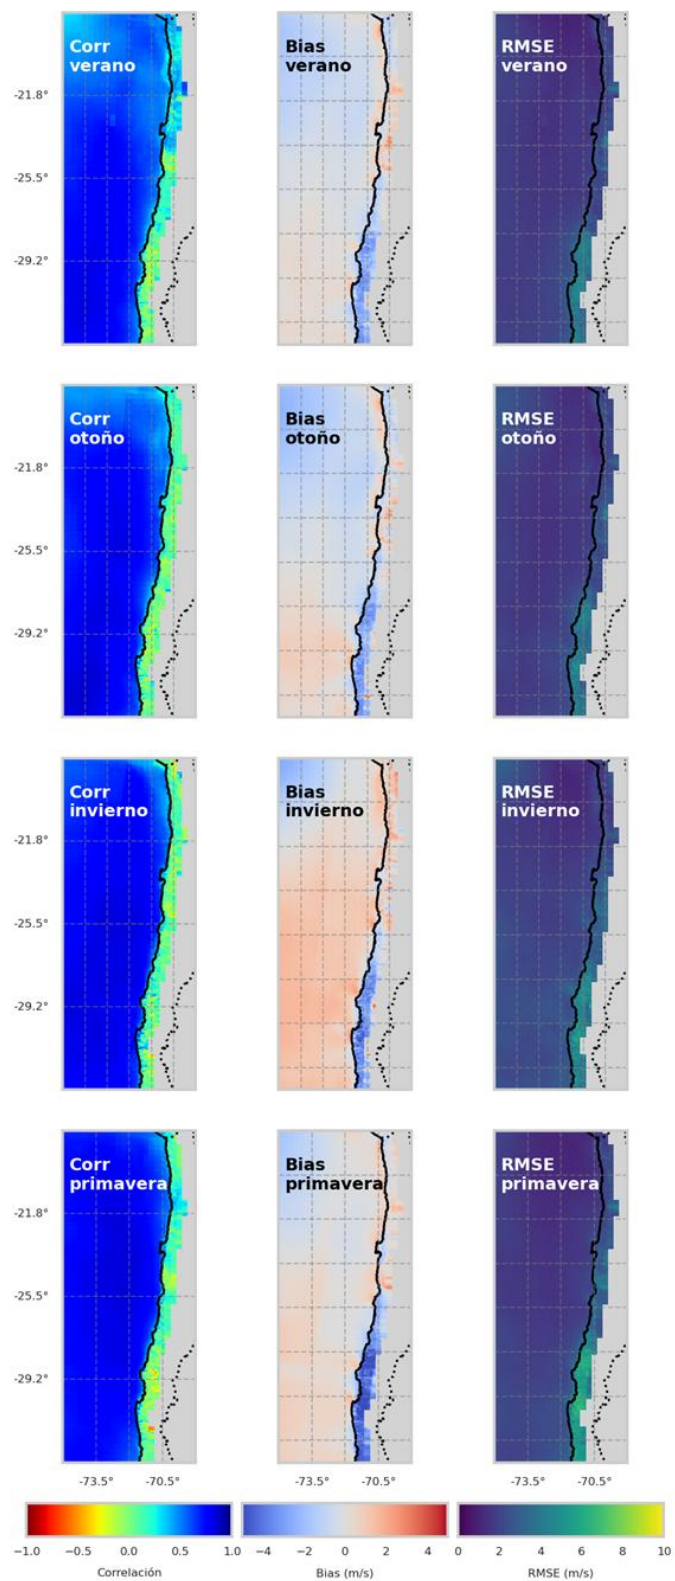 Corr
verano
Bias
verano
RMSE
verano
-21.8°
-25.5°
-29.2°
Corr
otoño
Bias
otoño
RMSE
otoño
-21.8°
-25.5°
-29.2°
Corr
invierno
Bias
invierno
RMSE
invierno
-21.8°
-25.5°
-29.2°
Corr
primavera
Bias
primavera
RMSE
primavera
-21.8°
-25.5°
-29.2°
-73.5° -70.5° -73.5° -70.5° -73.5° -70.5°
−1.0 −0.5 0.0 0.5 1.0 −4 −2 0 2 4 0 2 4 6 8 10
Correlación Bias (m/s) RMSE (m/s)